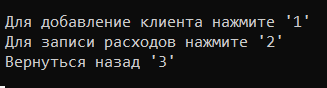 Для добавление клиента нажмите '1'
Для записи расходов нажмите '2'
Вернуться назад '3'